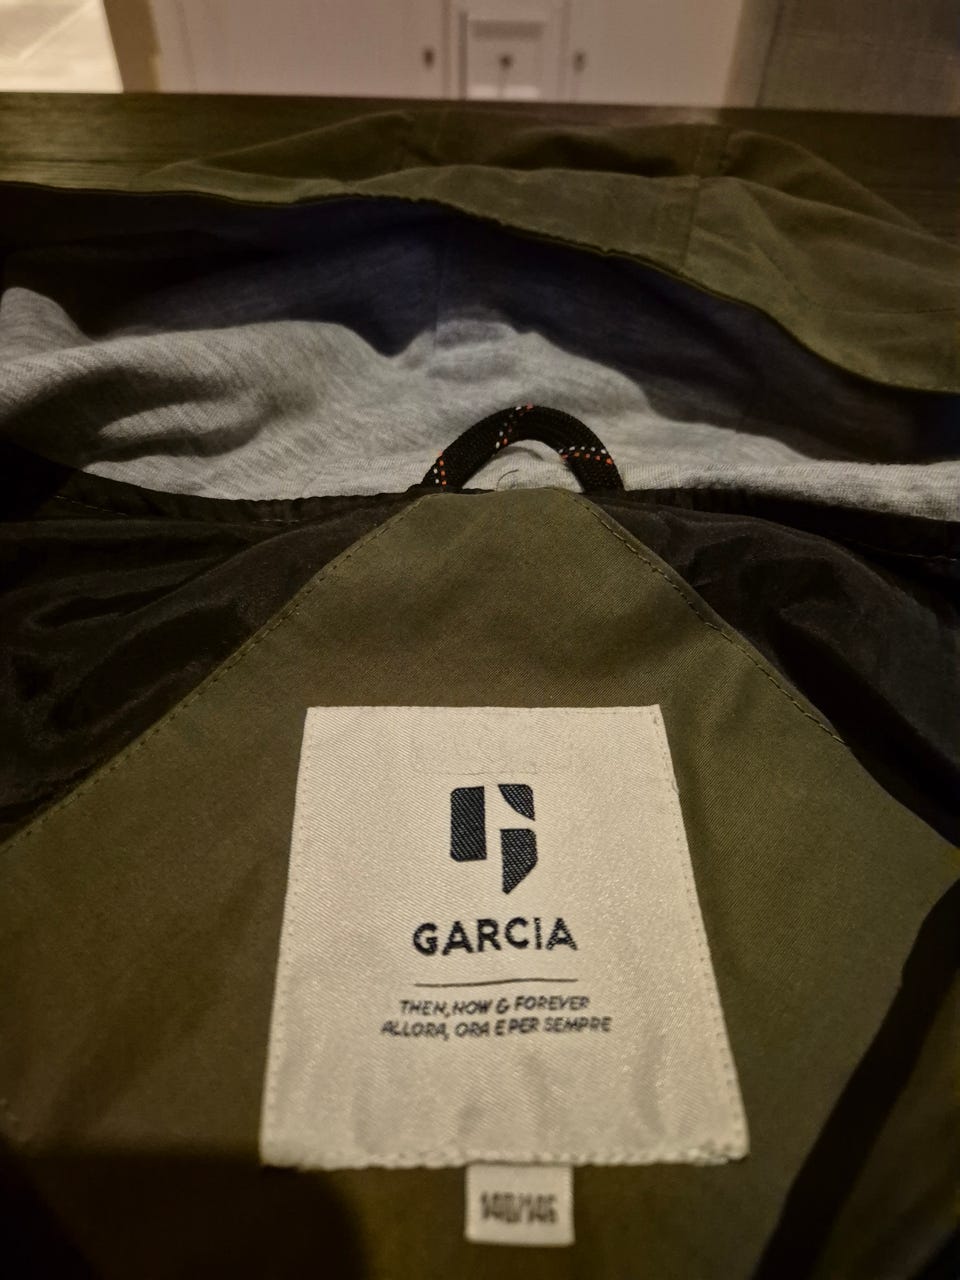 GARCIA
THEN, NOW & FOREVER
ALLORA, ORA E PER SEMPRE
140/146